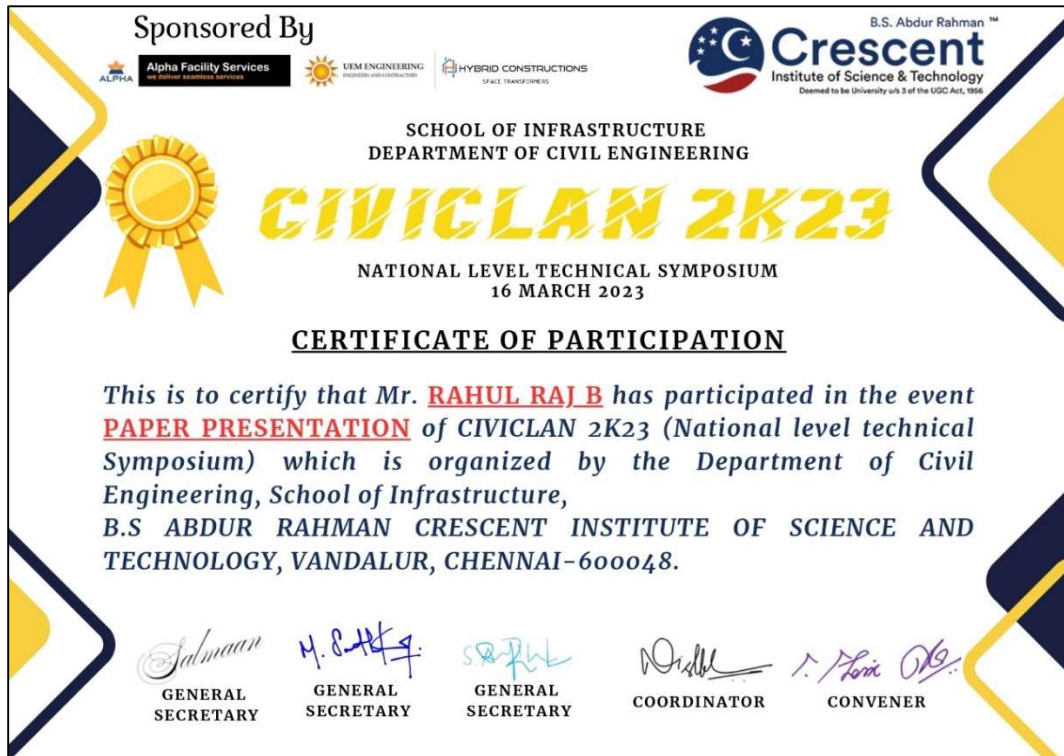 Sponsored By
ALPHA
Alpha Facility Services
we deliver seamless services
UEM ENGINEERING
ENGINEERS AND CONTRACTORS
HYBRID CONSTRUCTIONS
SPACE TRANSFORMERS
B.S. Abdur Rahman ™
Crescent
Institute of Science & Technology
Deemed to be University u/s 3 of the UGC Act, 1956
SCHOOL OF INFRASTRUCTURE
DEPARTMENT OF CIVIL ENGINEERING
CIVICLAN 2K23
NATIONAL LEVEL TECHNICAL SYMPOSIUM
16 MARCH 2023
CERTIFICATE OF PARTICIPATION
This is to certify that Mr. RAHUL RAJ B has participated in the event
PAPER PRESENTATION of CIVICLAN 2K23 (National level technical
Symposium) which is organized by the Department of Civil
Engineering, School of Infrastructure,
B.S ABDUR RAHMAN CRESCENT INSTITUTE OF SCIENCE AND
TECHNOLOGY, VANDALUR, CHENNAI-600048.
Salmaan
GENERAL
SECRETARY
GENERAL
SECRETARY
GENERAL
SECRETARY
COORDINATOR
CONVENER